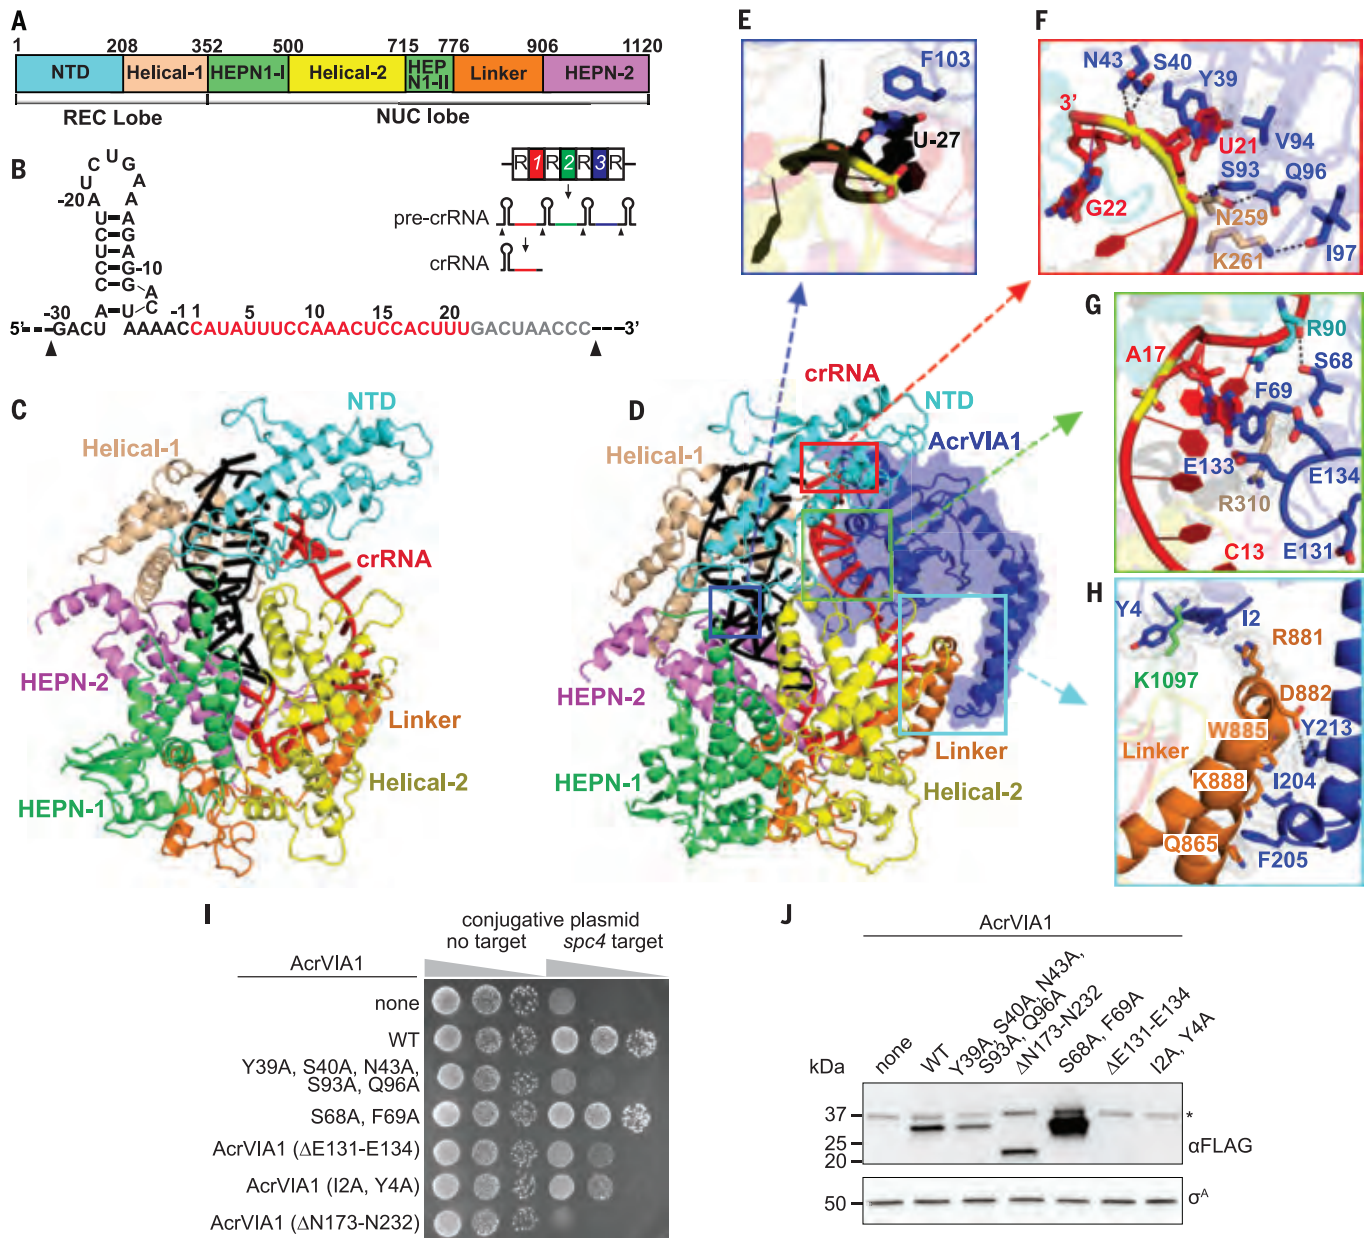 A
1 208 352 500 715 776 906 1120
NTD Helical-1 HEPN1-I Helical-2 HEP N1-II Linker HEPN-2
REC Lobe NUC lobe
B
R 1 R 2 R 3 R
pre-crRNA
crRNA
-20
-10
-30 -1 1 5 10 15 20
5' GACU A CCUCUAUCUGAAAGAGG ACU AAAAC CAUAUUUCCAAACUCCACUUU GACUAACCC 3'
C
NTD
Helical-1
crRNA
HEPN-2
Linker
Helical-2
HEPN-1
D
crRNA
NTD
AcrVIA1
Helical-1
HEPN-2
Linker
HEPN-1
Helical-2
E
F103
U-27
F
N43 S40
Y39
3’
V94
U21
S93 Q96
G22
N259
K261
I97
G
R90
A17
S68
F69
E133
E134
R310
C13 E131
H
Y4
I2
R881
K1097
D882
W885 Y213
Linker
K888 I204
Q865
F205
I
conjugative plasmid
no target spc4 target
AcrVIA1
none
WT
Y39A, S40A, N43A,
S93A, Q96A
S68A, F69A
AcrVIA1 (ΔE131-E134)
AcrVIA1 (I2A, Y4A)
AcrVIA1 (ΔN173-N232)
J
AcrVIA1
none
WT
Y39A, S40A, N43A,
S93A, Q96A
ΔN173-N232
S68A, F69A
ΔE131-E134
I2A, Y4A
kDa
37 *
25
20
αFLAG
50
σA